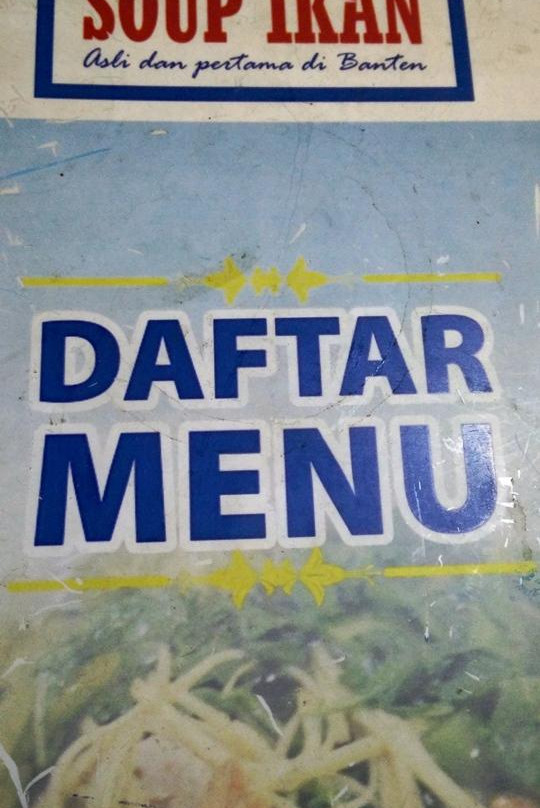 SOUP IKAN
Asli dan pertama di Banten
DAFTAR
MENU